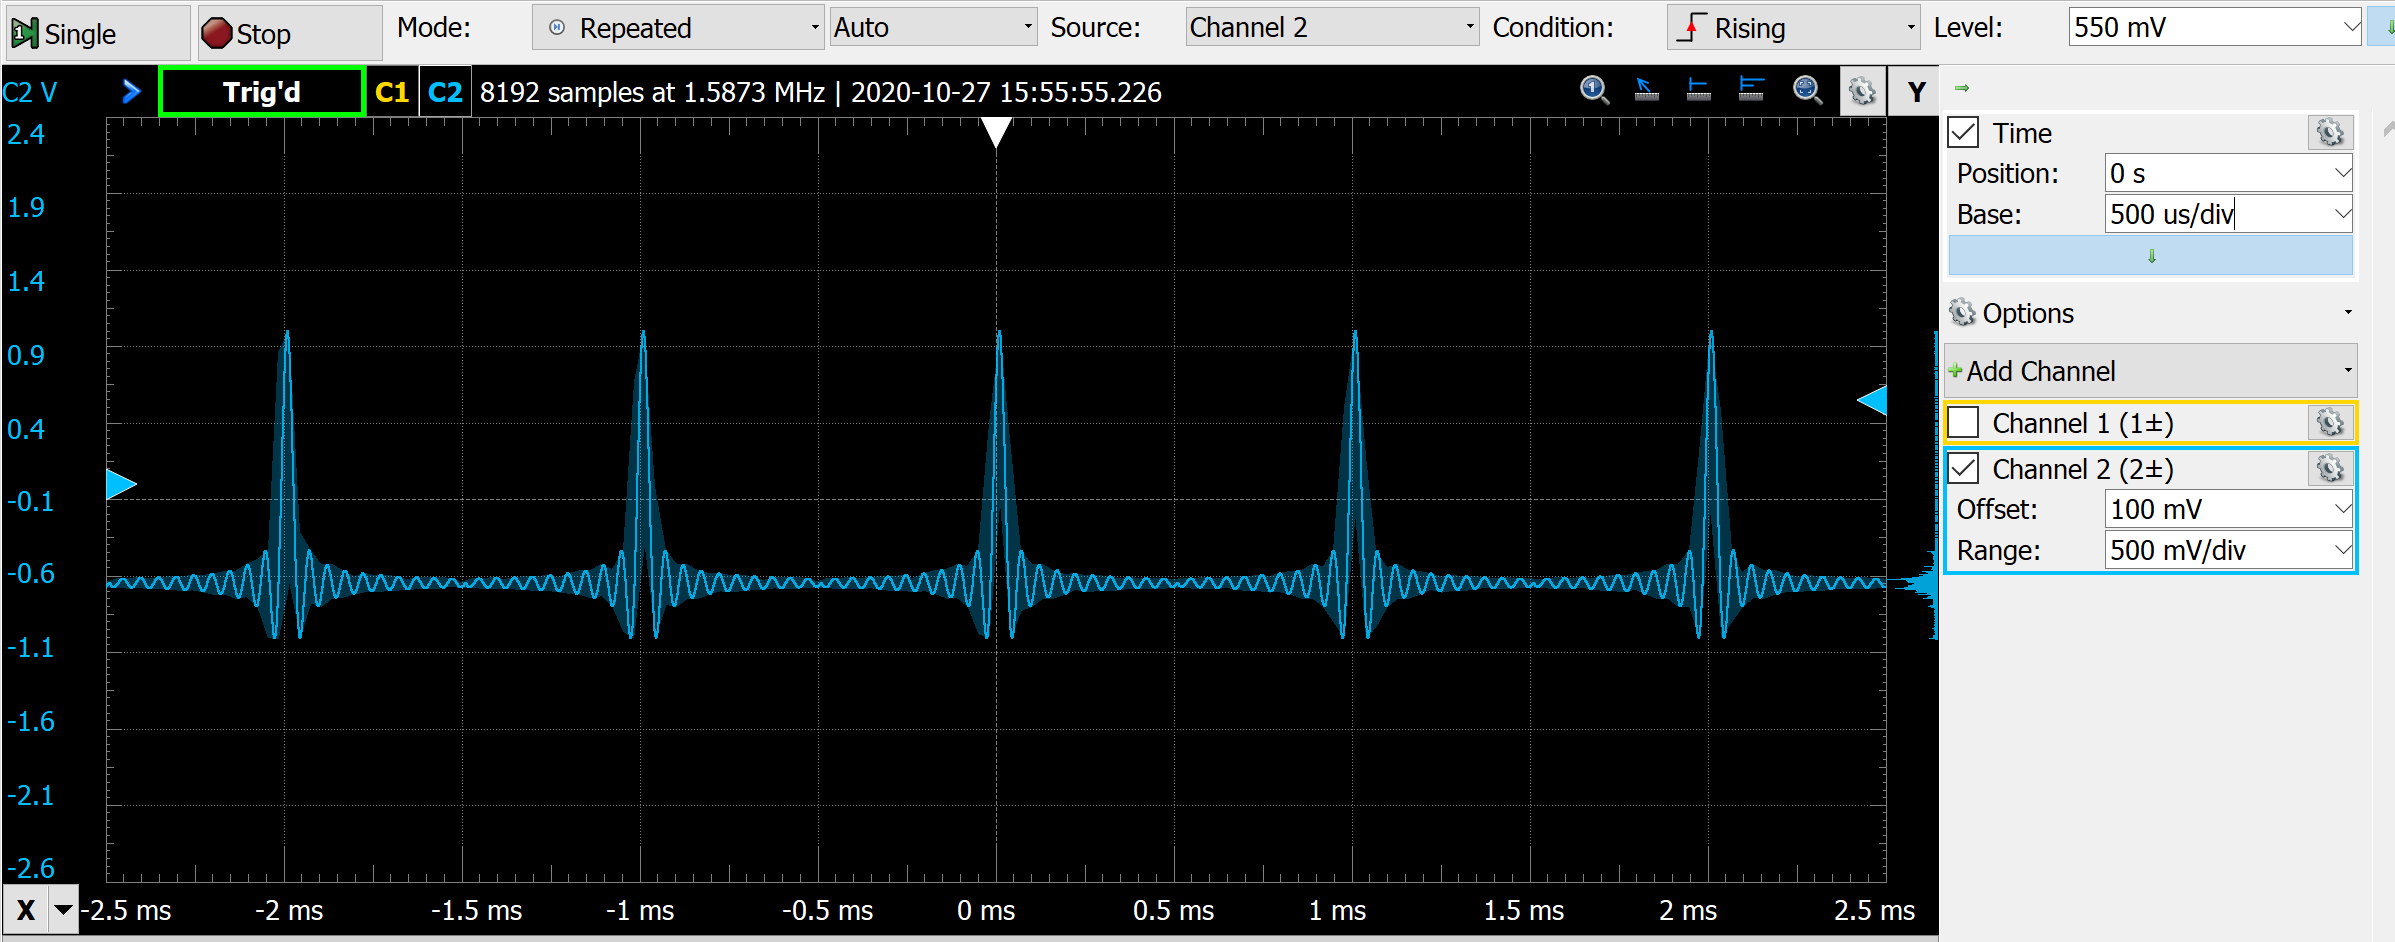 Single Stop Mode: Repeated Auto Source: Channel 2 Condition: Rising Level: 550 mV
C2 V Trig'd C1 C2 8192 samples at 1.5873 MHz | 2020-10-27 15:55:55.226 Y
2.4
1.9
1.4
0.9
0.4
-0.1
-0.6
-1.1
-1.6
-2.1
-2.6
X -2.5 ms -2 ms -1.5 ms -1 ms -0.5 ms 0 ms 0.5 ms 1 ms 1.5 ms 2 ms 2.5 ms
Time
Position: 0 s
Base: 500 us/div
Options
Add Channel
Channel 1 (1±)
Channel 2 (2±)
Offset: 100 mV
Range: 500 mV/div